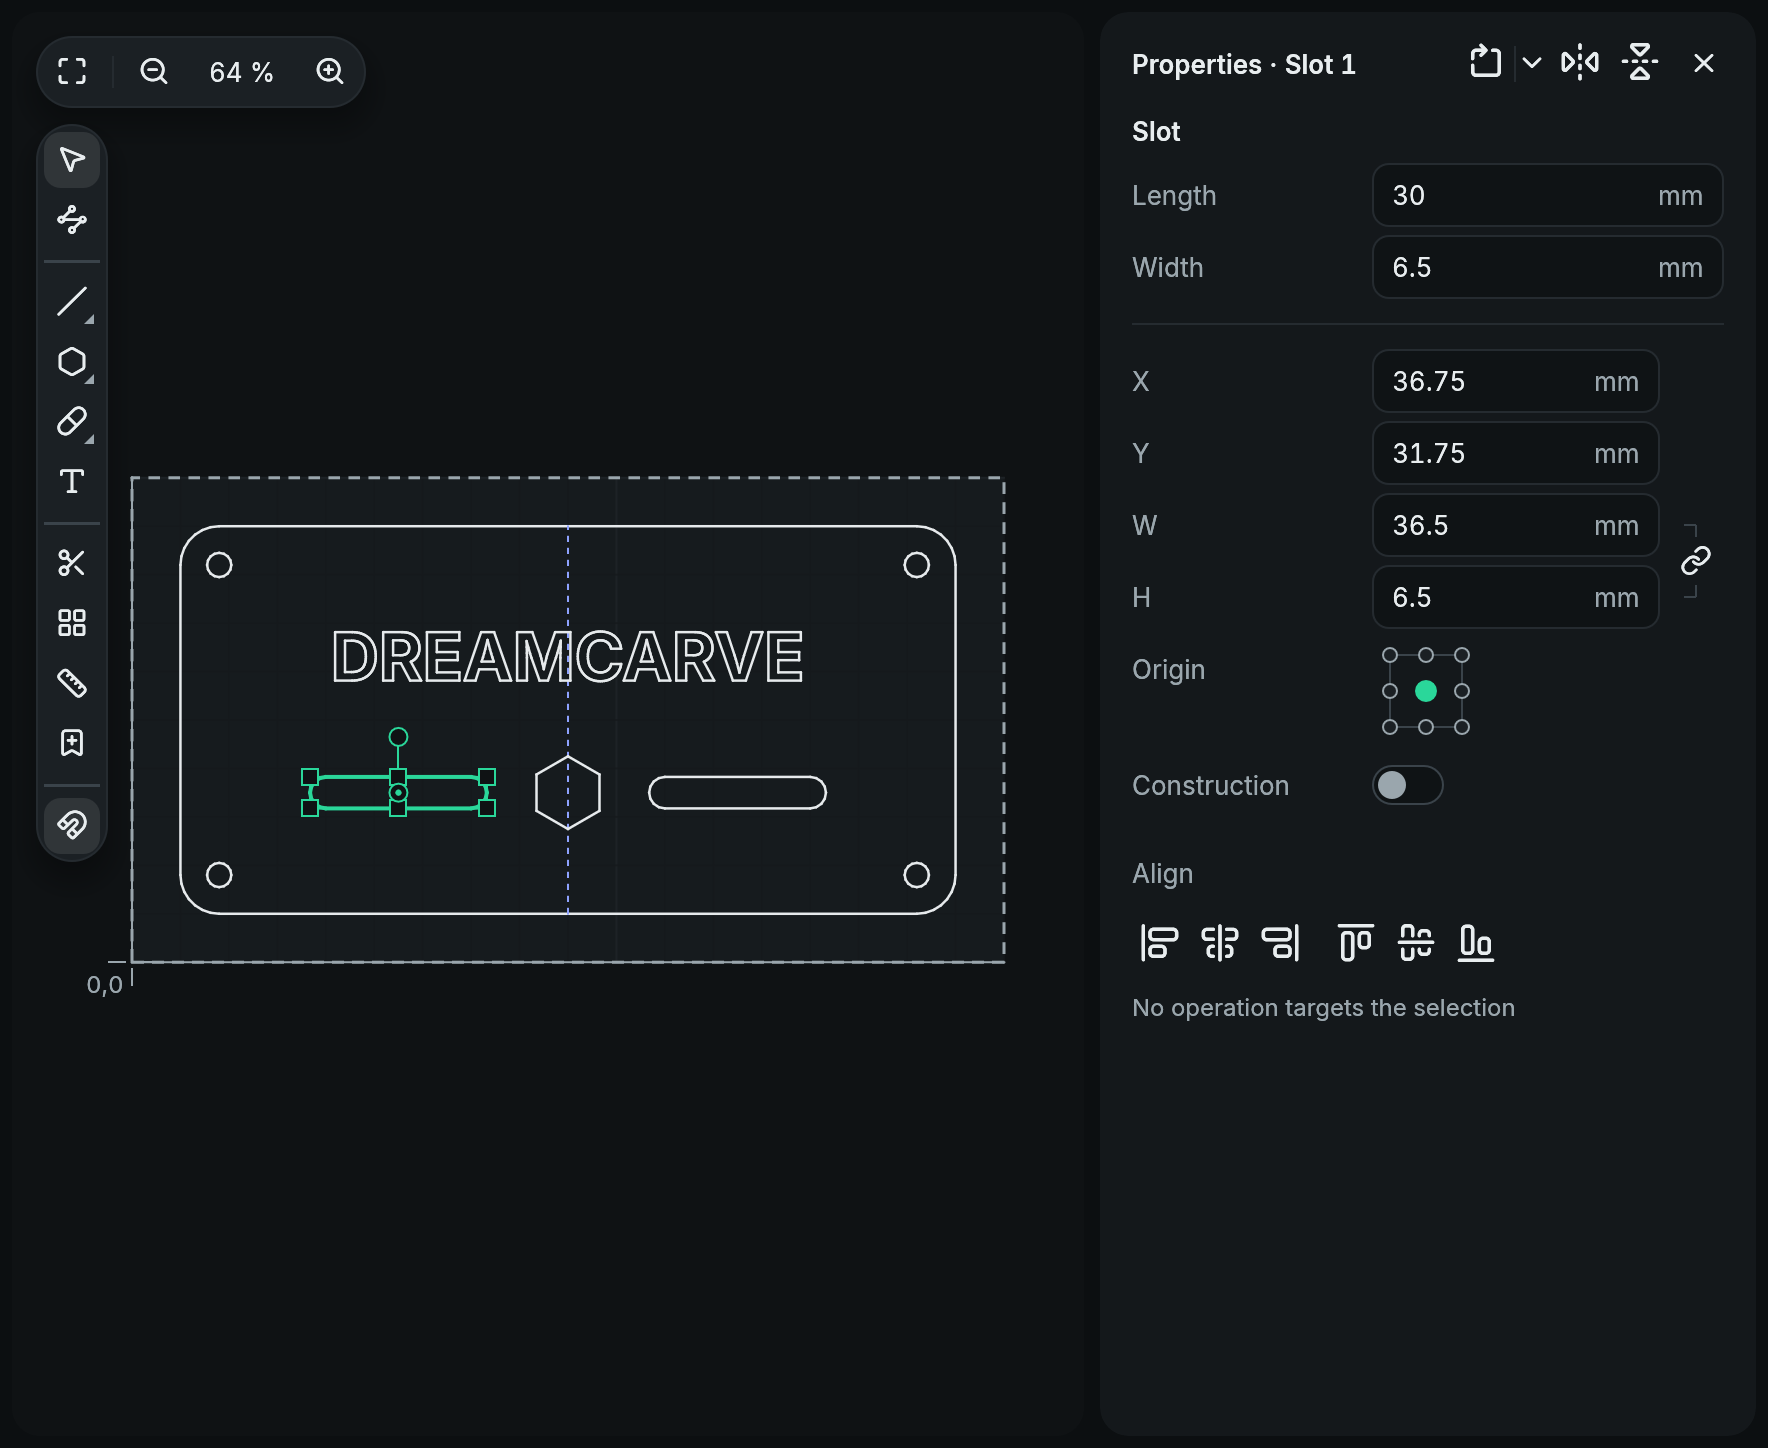 64 %
Properties · Slot 1
Slot
Length 30 mm
Width 6.5 mm
X 36.75 mm
Y 31.75 mm
W 36.5 mm
H 6.5 mm
Origin
Construction
Align
No operation targets the selection
DREAMCARVE
0,0